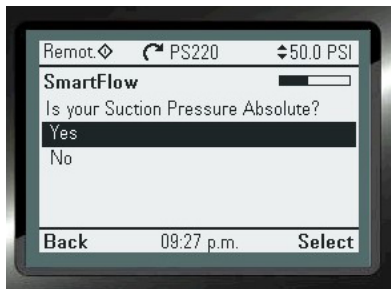 Remot. PS220 50.0 PSI
SmartFlow
Is your Suction Pressure Absolute?
Yes
No
Back 09:27 p.m. Select